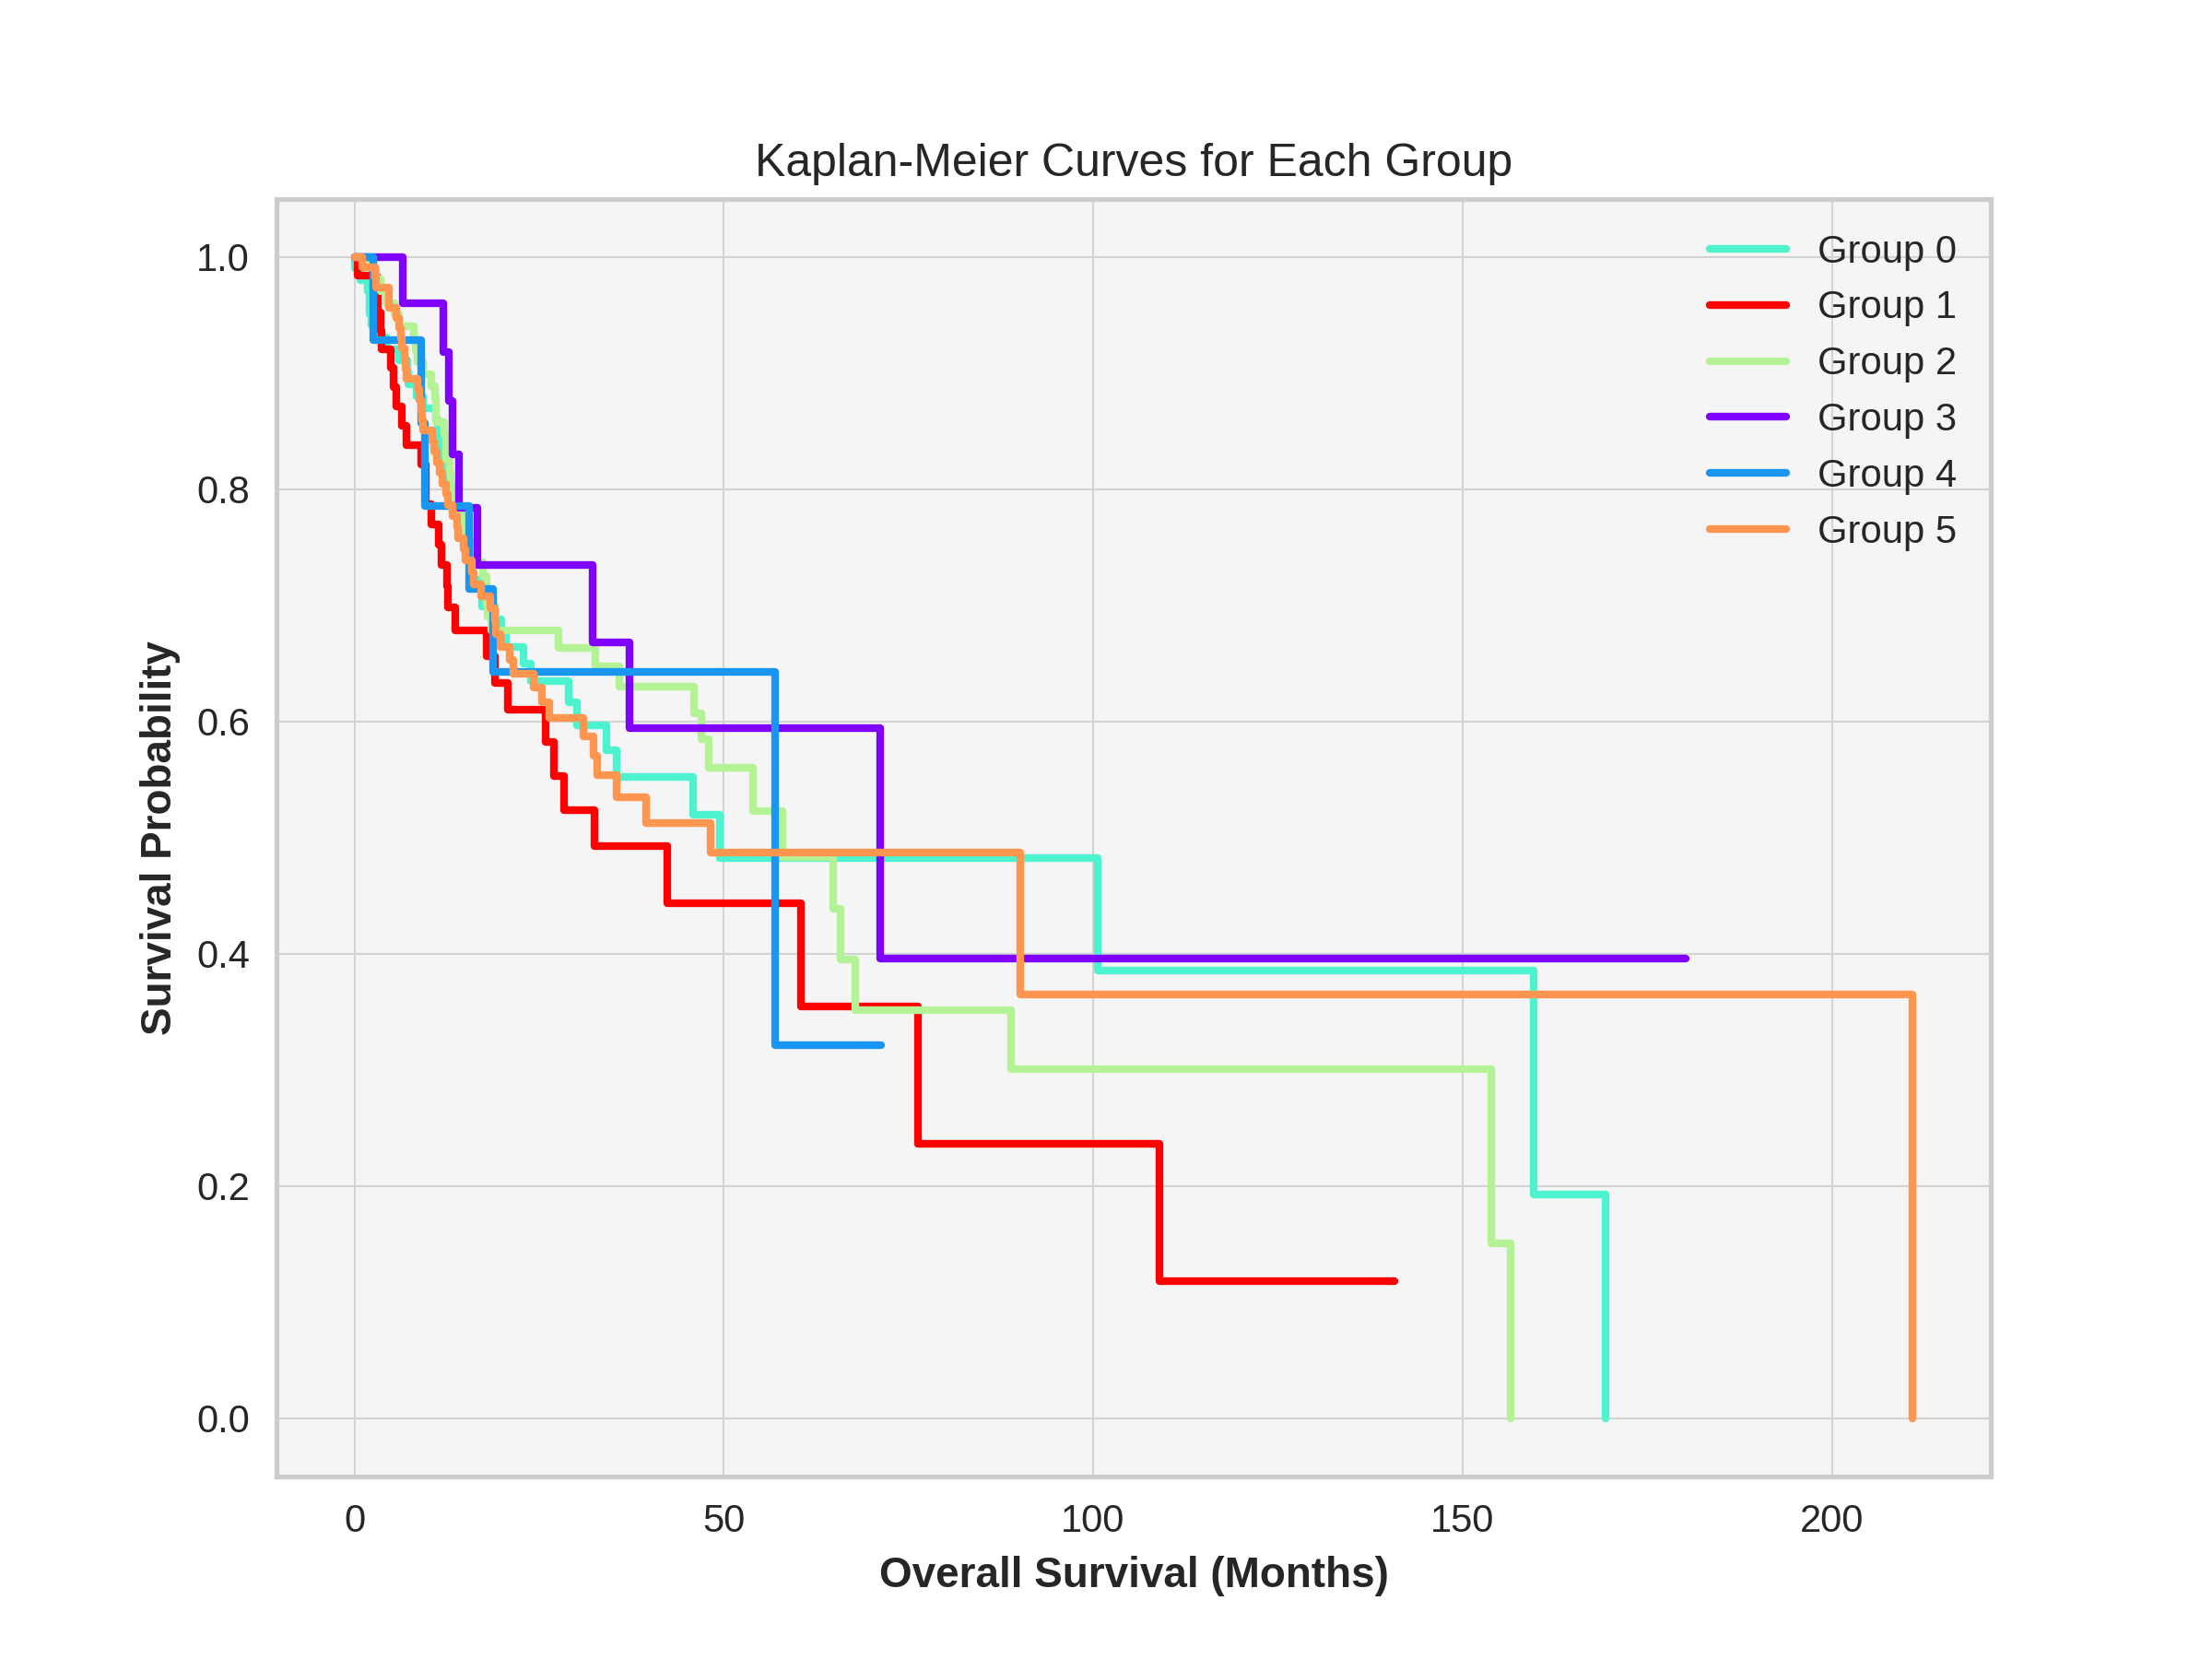 Kaplan-Meier Curves for Each Group
1.0
0.8
0.6
0.4
0.2
0.0
Survival Probability
Group 0
Group 1
Group 2
Group 3
Group 4
Group 5
0 50 100 150 200
Overall Survival (Months)